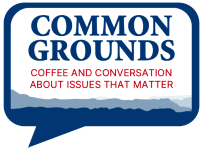 COMMON
GROUNDS
COFFEE AND CONVERSATION
ABOUT ISSUES THAT MATTER